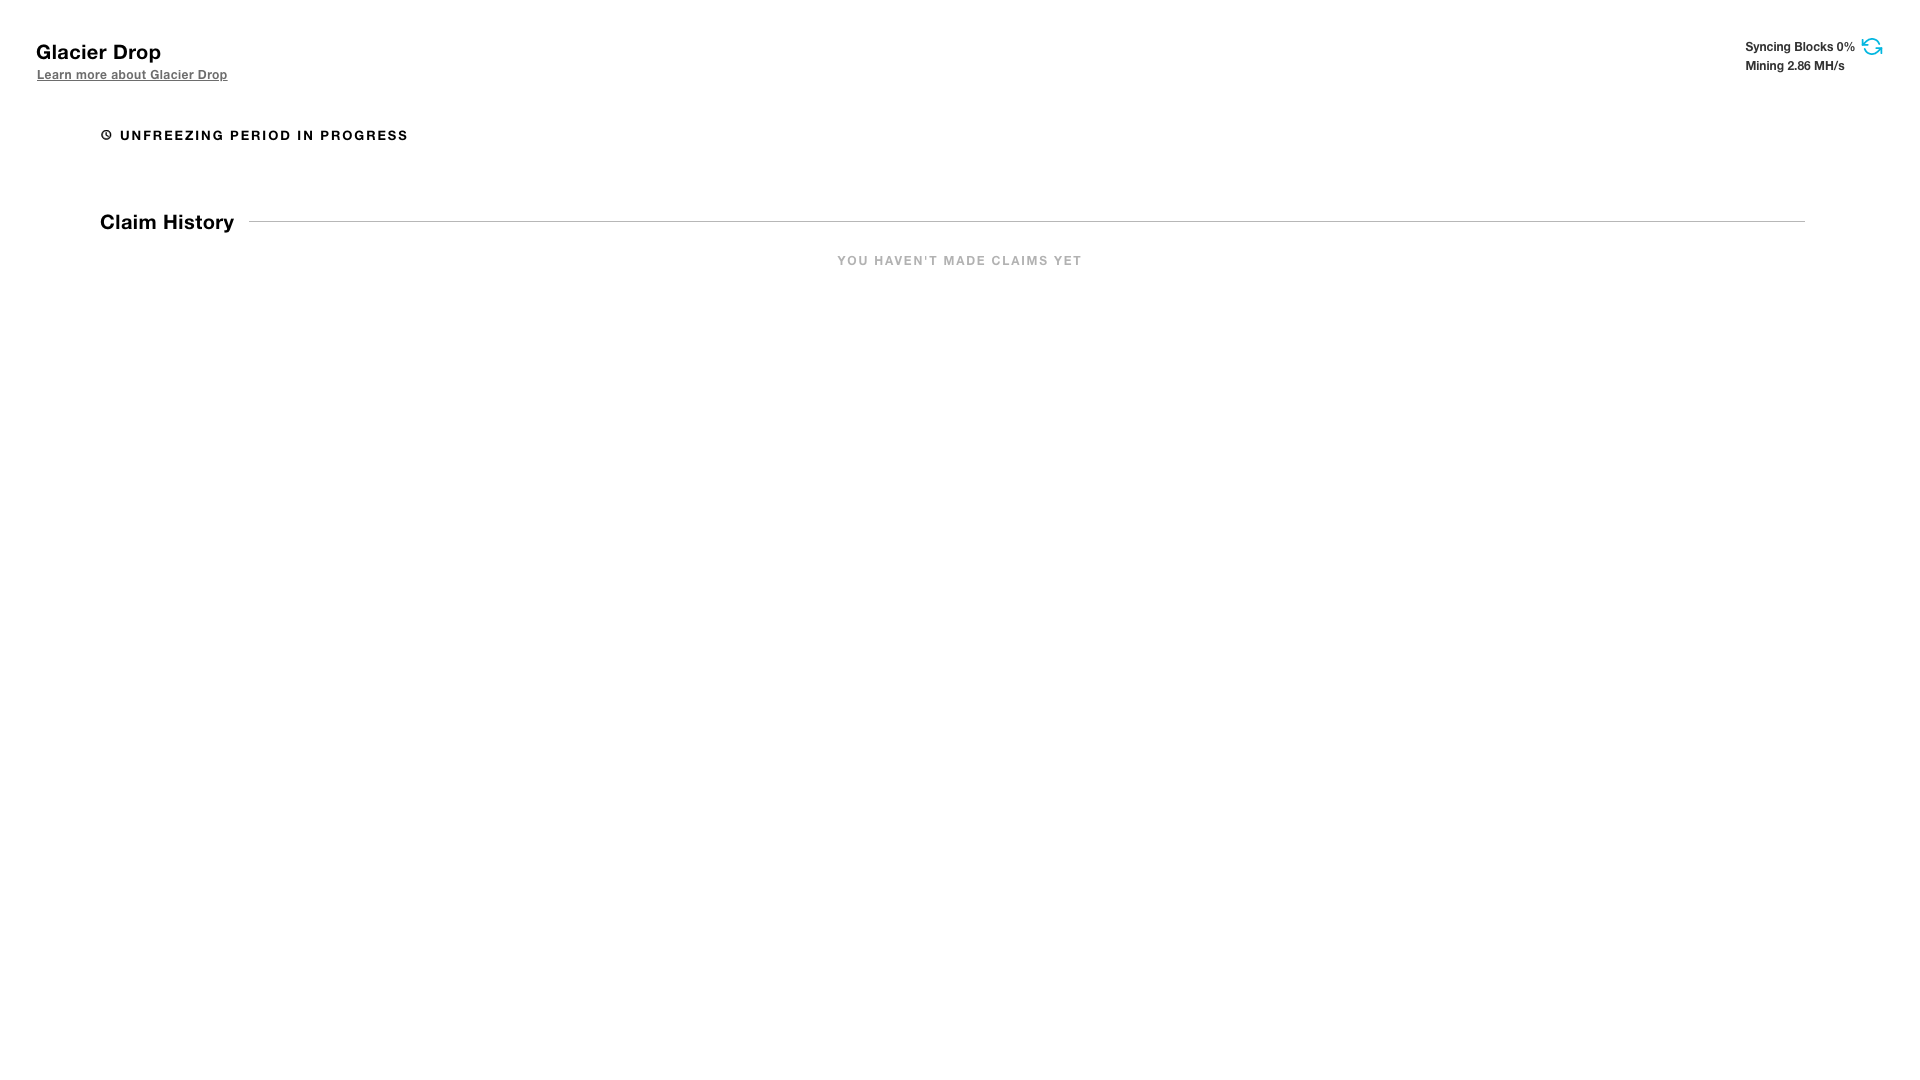 Glacier Drop
Learn more about Glacier Drop
Syncing Blocks 0%
Mining 2.86 MH/s
UNFREEZING PERIOD IN PROGRESS
Claim History
YOU HAVEN'T MADE CLAIMS YET